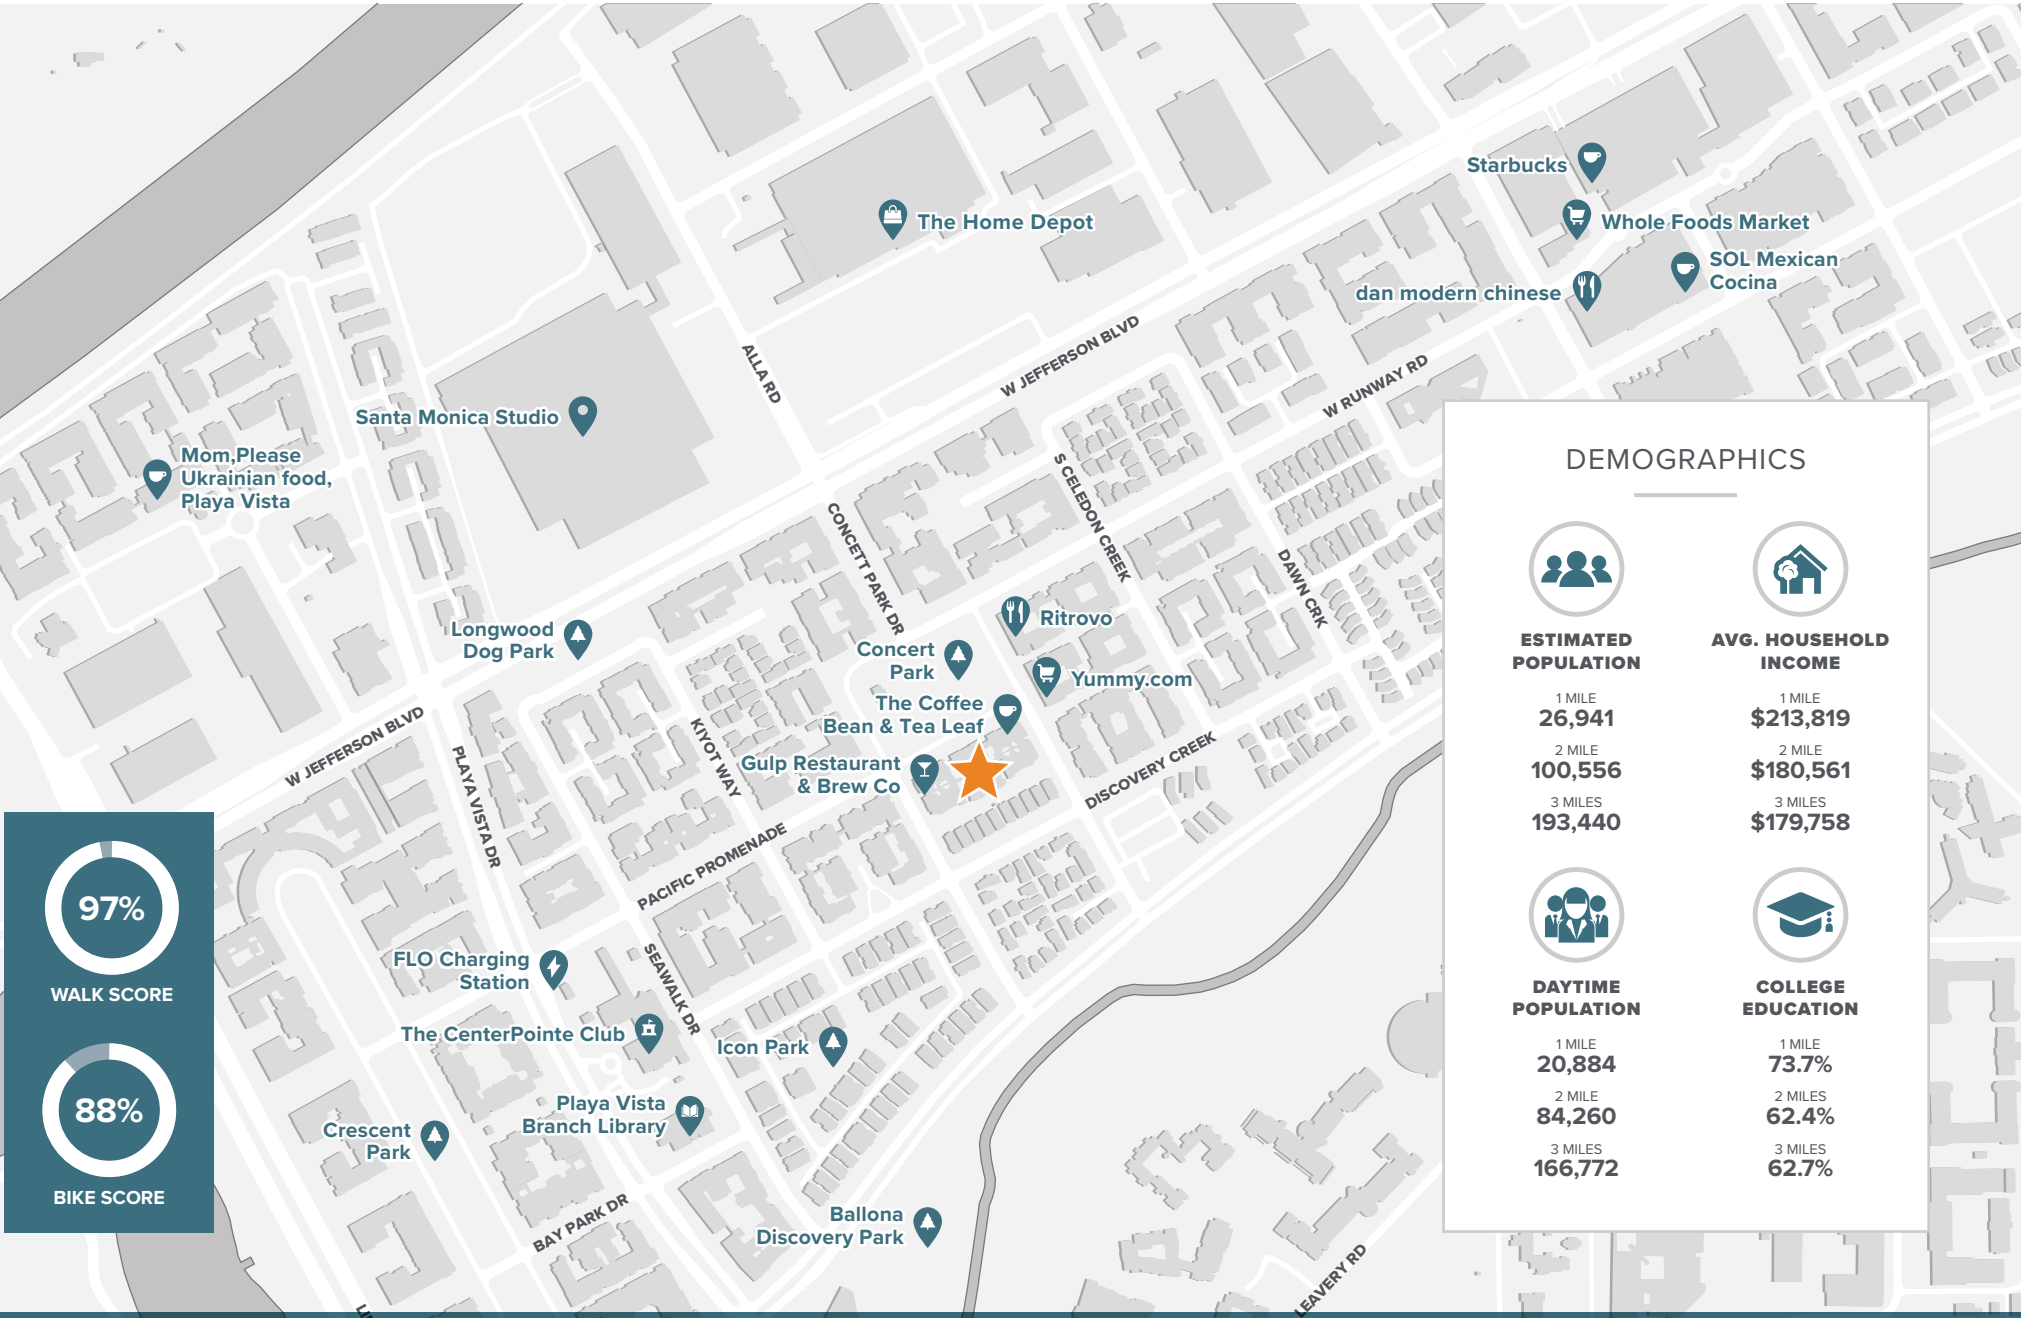 Starbucks
The Home Depot
Whole Foods Market
SOL Mexican
Cocina
dan modern chinese
W JEFFERSON BLVD
ALLA RD
W RUNWAY RD
Santa Monica Studio
Mom,Please
Ukrainian food,
Playa Vista
S CELEDON CREEK
CONCETT PARK DR
DAWN CRK
Longwood
Dog Park
Ritrovo
Concert
Park
Yummy.com
The Coffee
Bean & Tea Leaf
W JEFFERSON BLVD
PLAYA VISTA DR
KIYOT WAY
Gulp Restaurant
& Brew Co
DISCOVERY CREEK
PACIFIC PROMENADE
SEAWALK DR
FLO Charging
Station
The CenterPointe Club
Icon Park
Playa Vista
Branch Library
Crescent
Park
BAY PARK DR
Ballona
Discovery Park
LEAVERY RD
97%
WALK SCORE
88%
BIKE SCORE
DEMOGRAPHICS
ESTIMATED
POPULATION
1 MILE
26,941
2 MILE
100,556
3 MILES
193,440
AVG. HOUSEHOLD
INCOME
1 MILE
$213,819
2 MILE
$180,561
3 MILES
$179,758
DAYTIME
POPULATION
1 MILE
20,884
2 MILE
84,260
3 MILES
166,772
COLLEGE
EDUCATION
1 MILE
73.7%
2 MILES
62.4%
3 MILES
62.7%